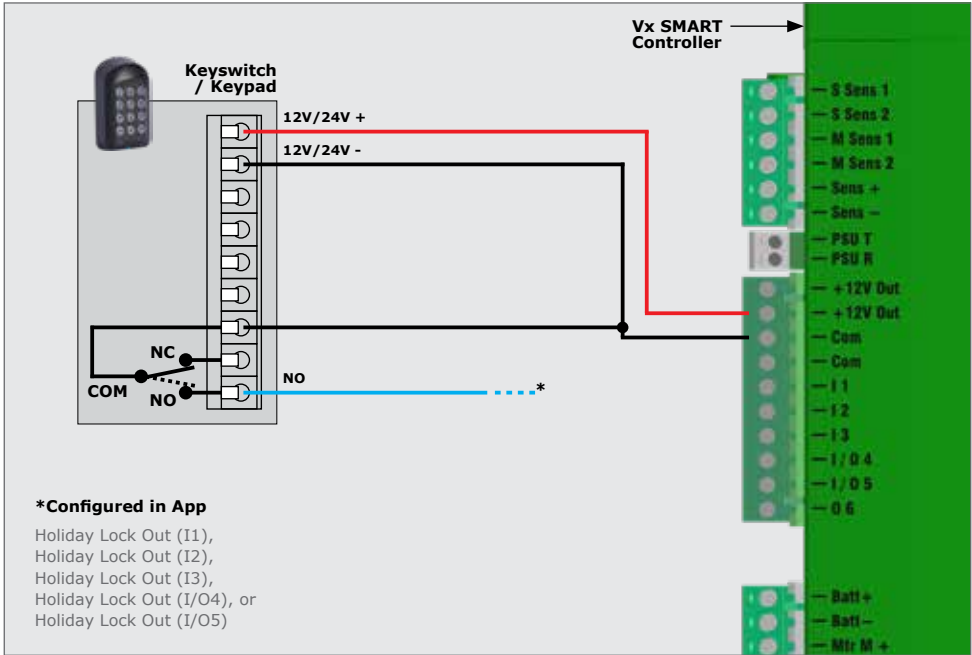 Vx SMART
Controller
Keyswitch
/ Keypad
12V/24V +
12V/24V -
NC
COM
NO
NO
*
S Sens 1
S Sens 2
M Sens 1
M Sens 2
Sens +
Sens –
PSU T
PSU R
+12V Out
+12V Out
Com
Com
I 1
I 2
I 3
I / O 4
I / O 5
O 6
Batt+
Batt–
Mtr M +
*Configured in App
Holiday Lock Out (I1),
Holiday Lock Out (I2),
Holiday Lock Out (I3),
Holiday Lock Out (I/O4), or
Holiday Lock Out (I/O5)